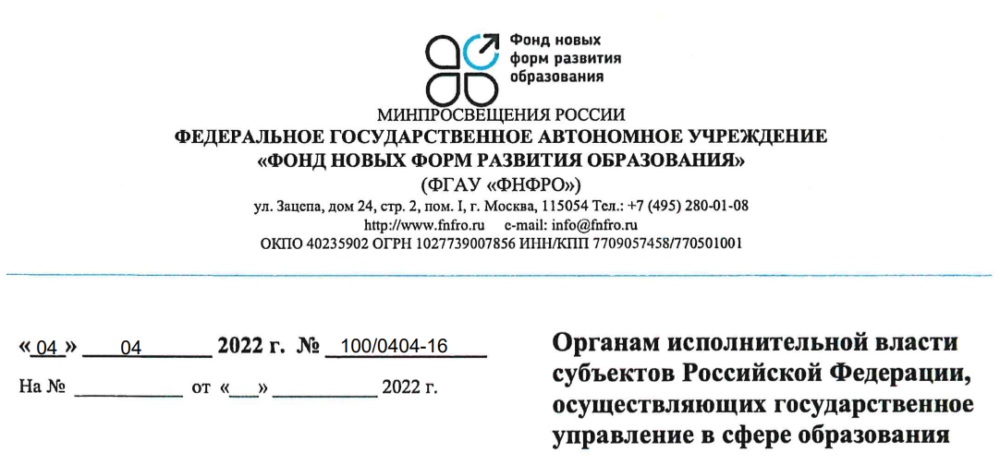 Фонд новых
форм развития
образования
МИНПРОСВЕЩЕНИЯ РОССИИ
ФЕДЕРАЛЬНОЕ ГОСУДАРСТВЕННОЕ АВТОНОМНОЕ УЧРЕЖДЕНИЕ
«ФОНД НОВЫХ ФОРМ РАЗВИТИЯ ОБРАЗОВАНИЯ»
(ФГАУ «ФНФРО»)
ул. Зацепа, дом 24, стр. 2, пом. I, г. Москва, 115054 Тел.: +7 (495) 280-01-08
http://www.fnfro.ru e-mail: info@fnfro.ru
ОКПО 40235902 ОГРН 1027739007856 ИНН/КПП 7709057458/770501001
«04» 04 2022 г. № 100/0404-16
На № ____________ от «___» ____________ 2022 г.
Органам исполнительной власти
субъектов Российской Федерации,
осуществляющих государственное
управление в сфере образования